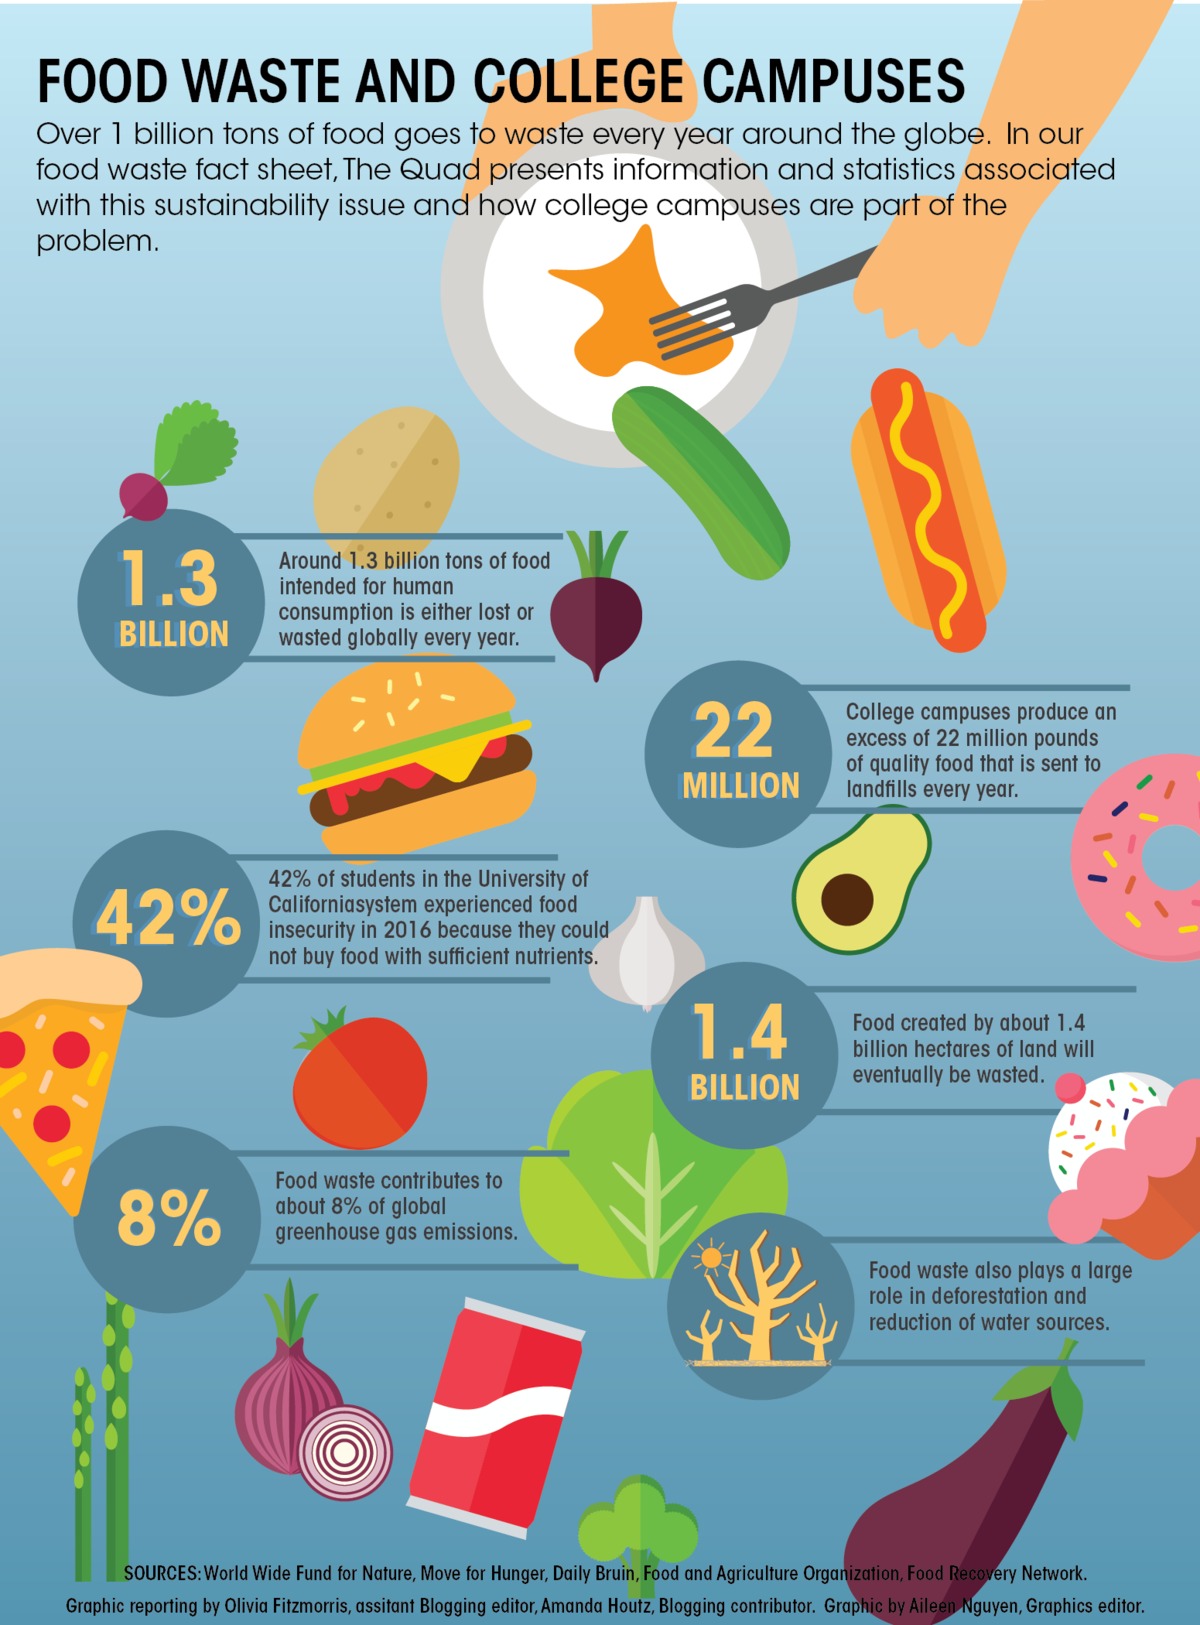 FOOD WASTE AND COLLEGE CAMPUSES
Over 1 billion tons of food goes to waste every year around the globe. In our
food waste fact sheet, The Quad presents information and statistics associated
with this sustainability issue and how college campuses are part of the
problem.
1.3
BILLION
Around 1.3 billion tons of food
intended for human
consumption is either lost or
wasted globally every year.
22
MILLION
College campuses produce an
excess of 22 million pounds
of quality food that is sent to
landfills every year.
42%
42% of students in the University of
Californiasystem experienced food
insecurity in 2016 because they could
not buy food with sufficient nutrients.
1.4
BILLION
Food created by about 1.4
billion hectares of land will
eventually be wasted.
8%
Food waste contributes to
about 8% of global
greenhouse gas emissions.
Food waste also plays a large
role in deforestation and
reduction of water sources.
SOURCES: World Wide Fund for Nature, Move for Hunger, Daily Bruin, Food and Agriculture Organization, Food Recovery Network.
Graphic reporting by Olivia Fitzmorris, assitant Blogging editor, Amanda Houtz, Blogging contributor. Graphic by Aileen Nguyen, Graphics editor.